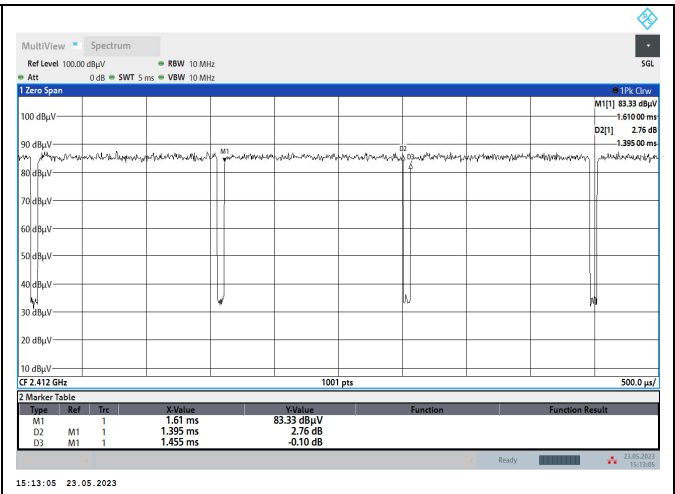 R&S
MultiView Spectrum
Ref Level 100.00 dBµV RBW 10 MHz SGL
Att 0 dB SWT 5 ms VBW 10 MHz
1 Zero Span 1Pk Clrw
M1[1] 83.33 dBµV
100 dBµV 1.610 00 ms
D2[1] 2.76 dB
90 dBµV 1.395 00 ms
M1 D2 D3
80 dBµV
70 dBµV
60 dBµV
50 dBµV
40 dBµV
30 dBµV
20 dBµV
10 dBµV
CF 2.412 GHz 1001 pts 500.0 µs/
2 Marker Table
Type Ref Trc X-Value Y-Value Function Function Result
M1 1 1.61 ms 83.33 dBµV
D2 M1 1 1.395 ms 2.76 dB
D3 M1 1 1.455 ms -0.10 dB
Ready 23.05.2023
15:13:05
15:13:05 23.05.2023